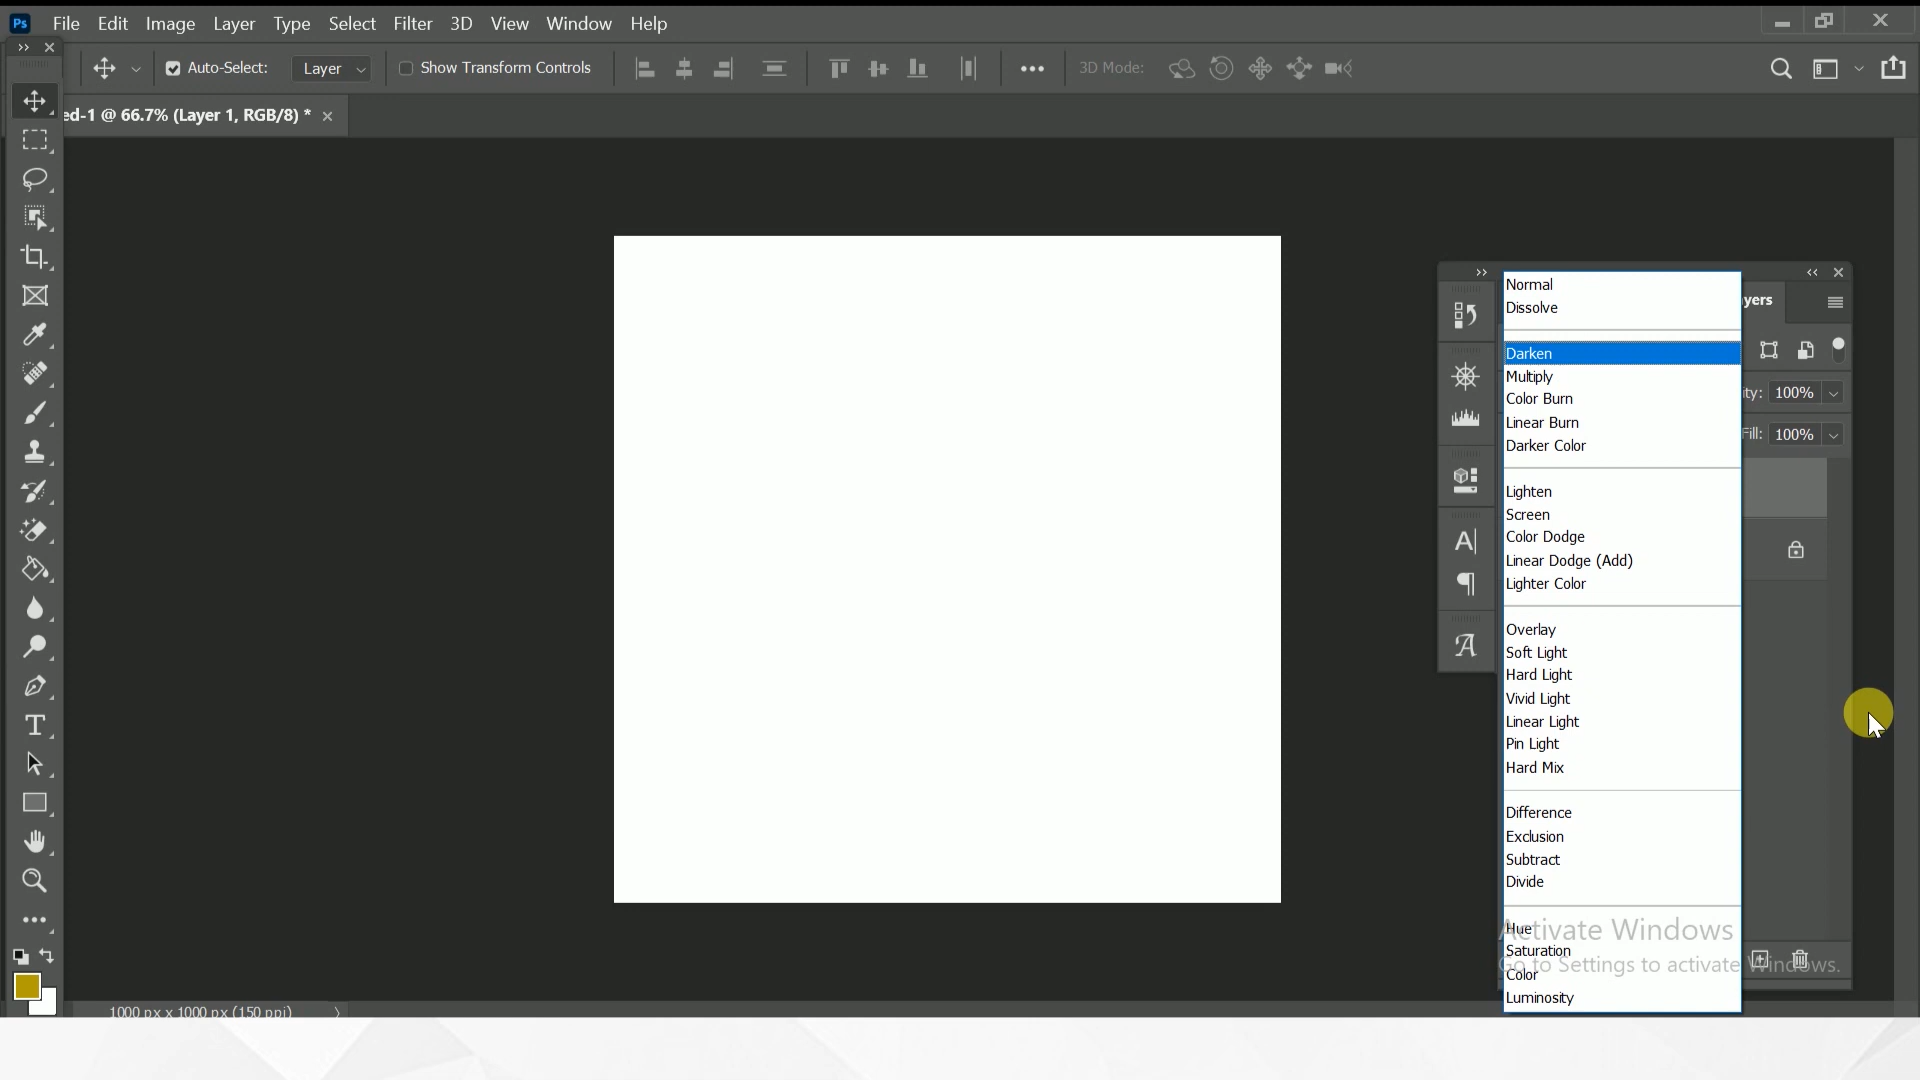 Ps File Edit Image Layer Type Select Filter 3D View Window Help
Auto-Select: Layer Show Transform Controls 3D Mode:
ed-1 @ 66.7% (Layer 1, RGB/8) *
Normal
yers
Dissolve
Darken
Multiply
ity: 100%
Color Burn
Linear Burn
Fill: 100%
Darker Color
Lighten
Screen
Color Dodge
Linear Dodge (Add)
Lighter Color
Overlay
Soft Light
Hard Light
Vivid Light
Linear Light
Pin Light
Hard Mix
Difference
Exclusion
Subtract
Divide
Hue
Activate Windows
Saturation
Go to Settings to activate Windows.
Color
Luminosity
1000 px x 1000 px (150 ppi)